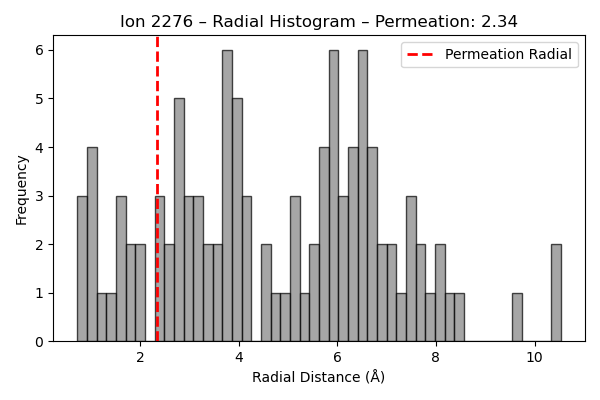 Ion 2276 – Radial Histogram – Permeation: 2.34
Permeation Radial
Frequency
6
5
4
3
2
1
0
2 4 6 8 10
Radial Distance (Å)